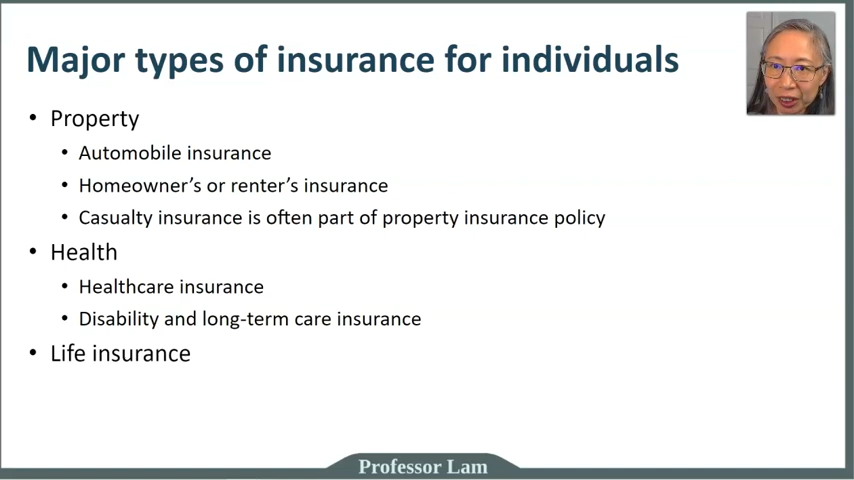 Major types of insurance for individuals
• Property
• Automobile insurance
• Homeowner’s or renter’s insurance
• Casualty insurance is often part of property insurance policy
• Health
• Healthcare insurance
• Disability and long-term care insurance
• Life insurance
Professor Lam